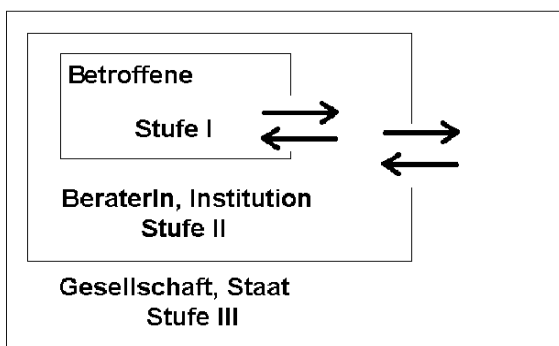 Betroffene
Stufe I
BeraterIn, Institution
Stufe II
Gesellschaft, Staat
Stufe III